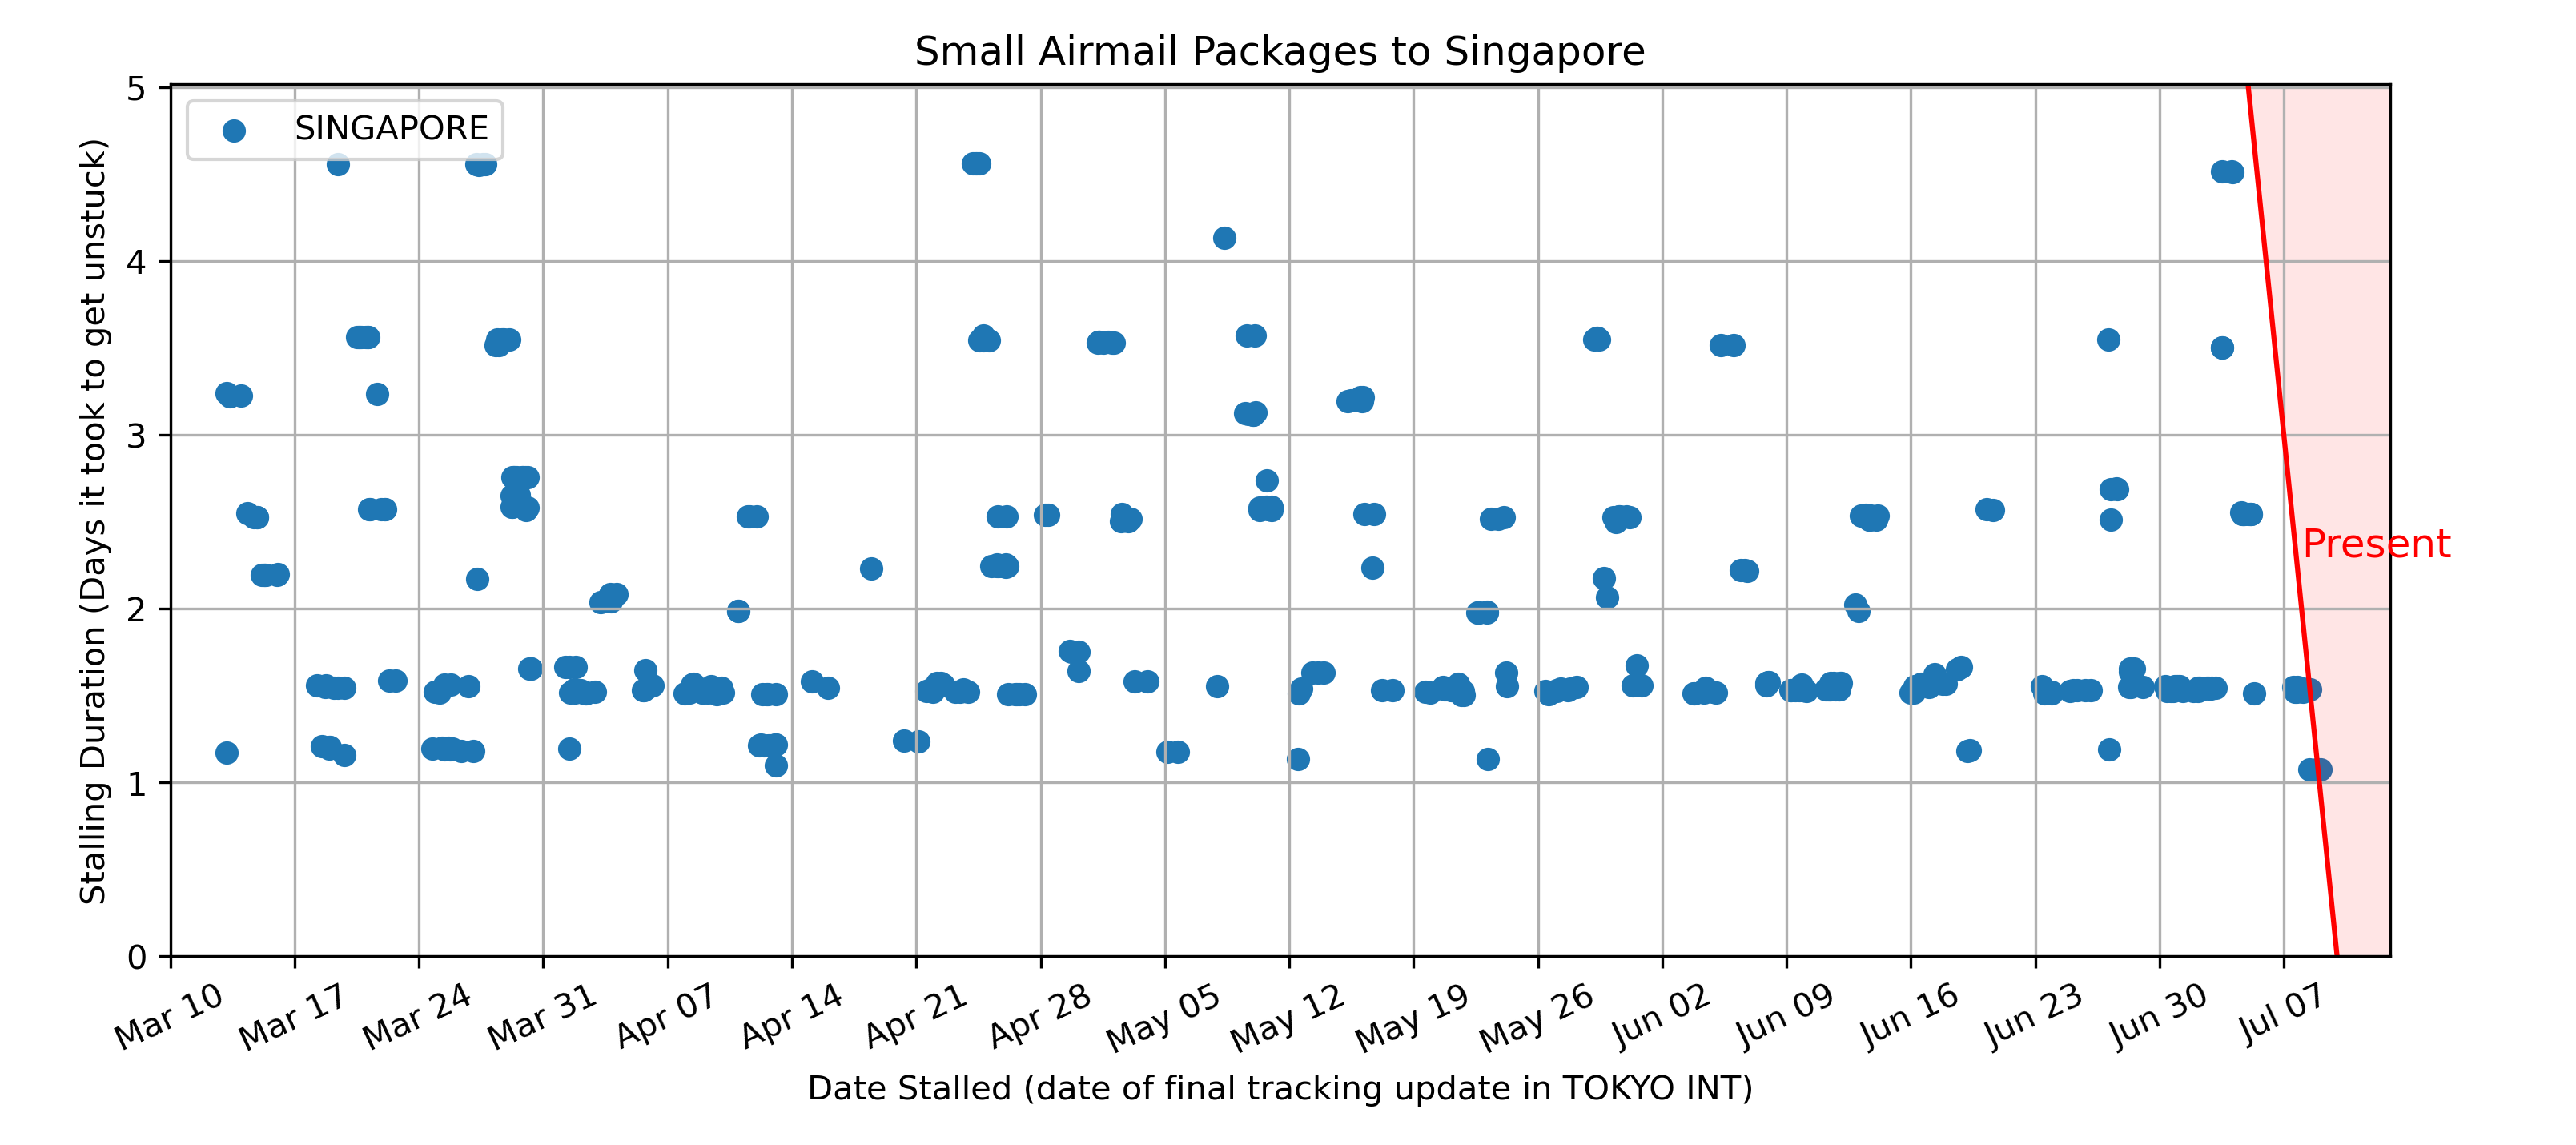 Small Airmail Packages to Singapore
SINGAPORE
Stalling Duration (Days it took to get unstuck)
5
4
3
2
1
0
Present
Mar 10
Mar 17
Mar 24
Mar 31
Apr 07
Apr 14
Apr 21
Apr 28
May 05
May 12
May 19
May 26
Jun 02
Jun 09
Jun 16
Jun 23
Jun 30
Jul 07
Date Stalled (date of final tracking update in TOKYO INT)